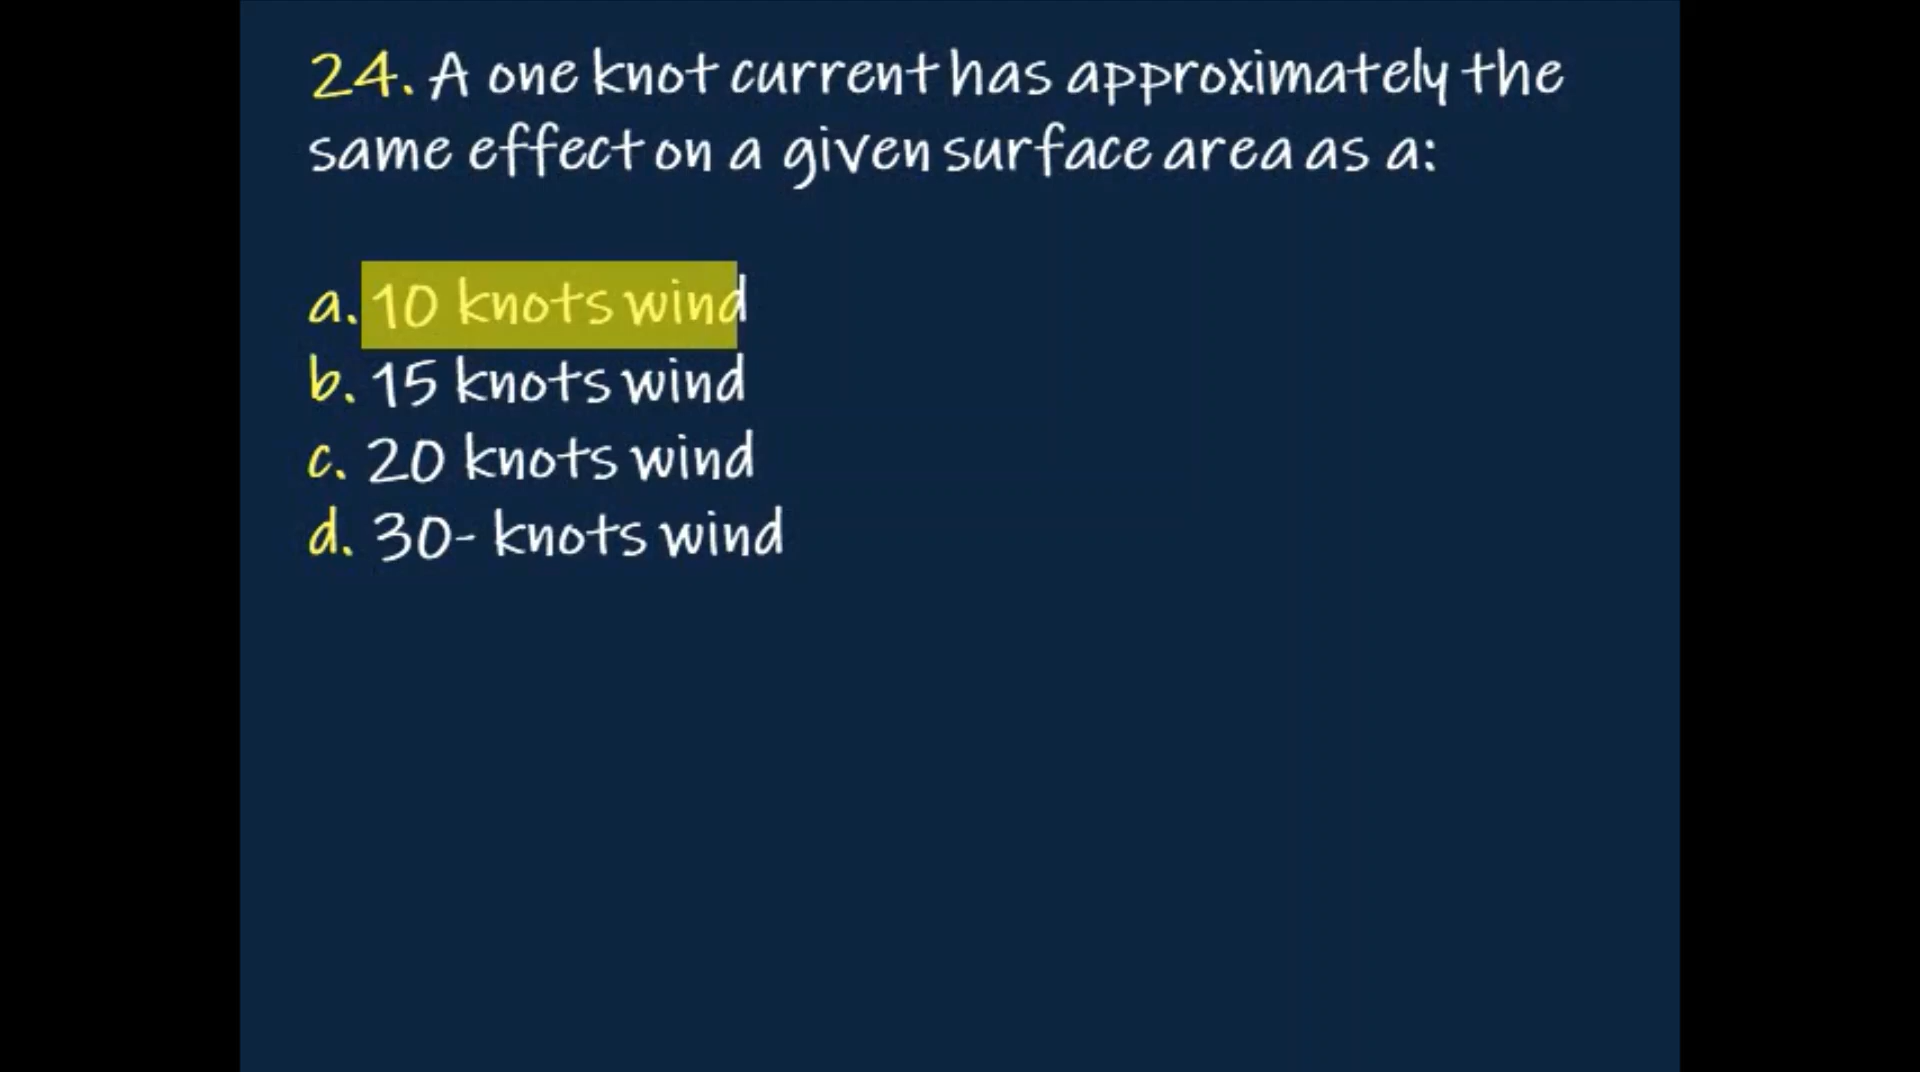 24. A one knot current has approximately the
same effect on a given surface area as a:
a. 10 knots wind
b. 15 knots wind
c. 20 knots wind
d. 30- knots wind